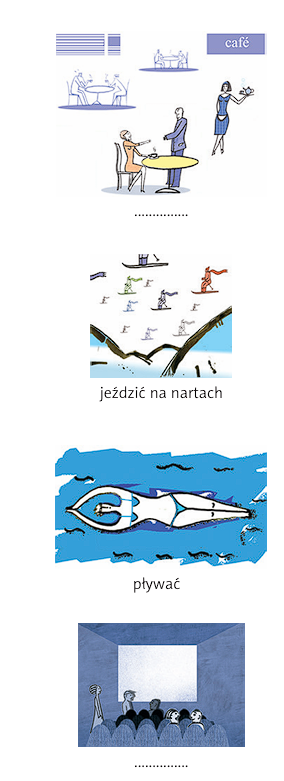 café
...............
jeździć na nartach
pływać
...............